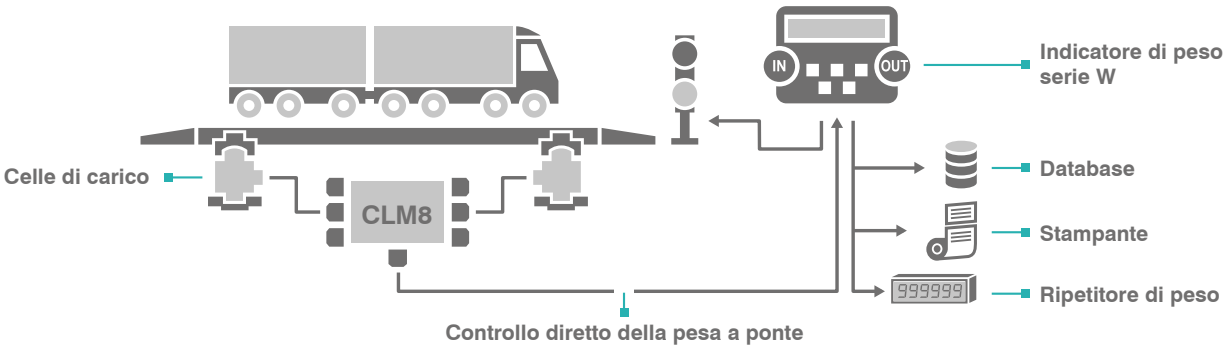 IN
OUT
Indicatore di peso
serie W
Celle di carico
CLM8
Database
Stampante
999999
Ripetitore di peso
Controllo diretto della pesa a ponte